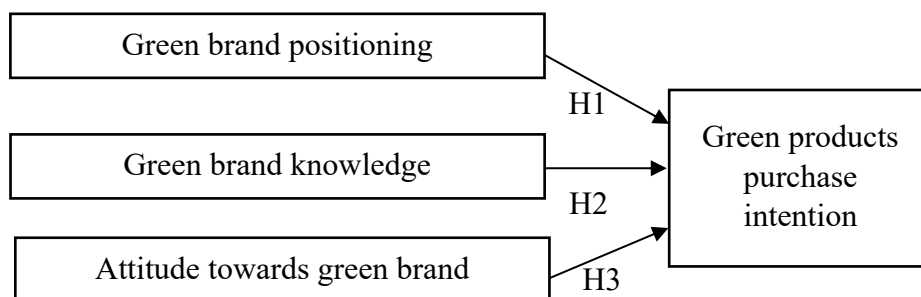 Green brand positioning
H1
Green brand knowledge
H2
Attitude towards green brand
H3
Green products
purchase
intention